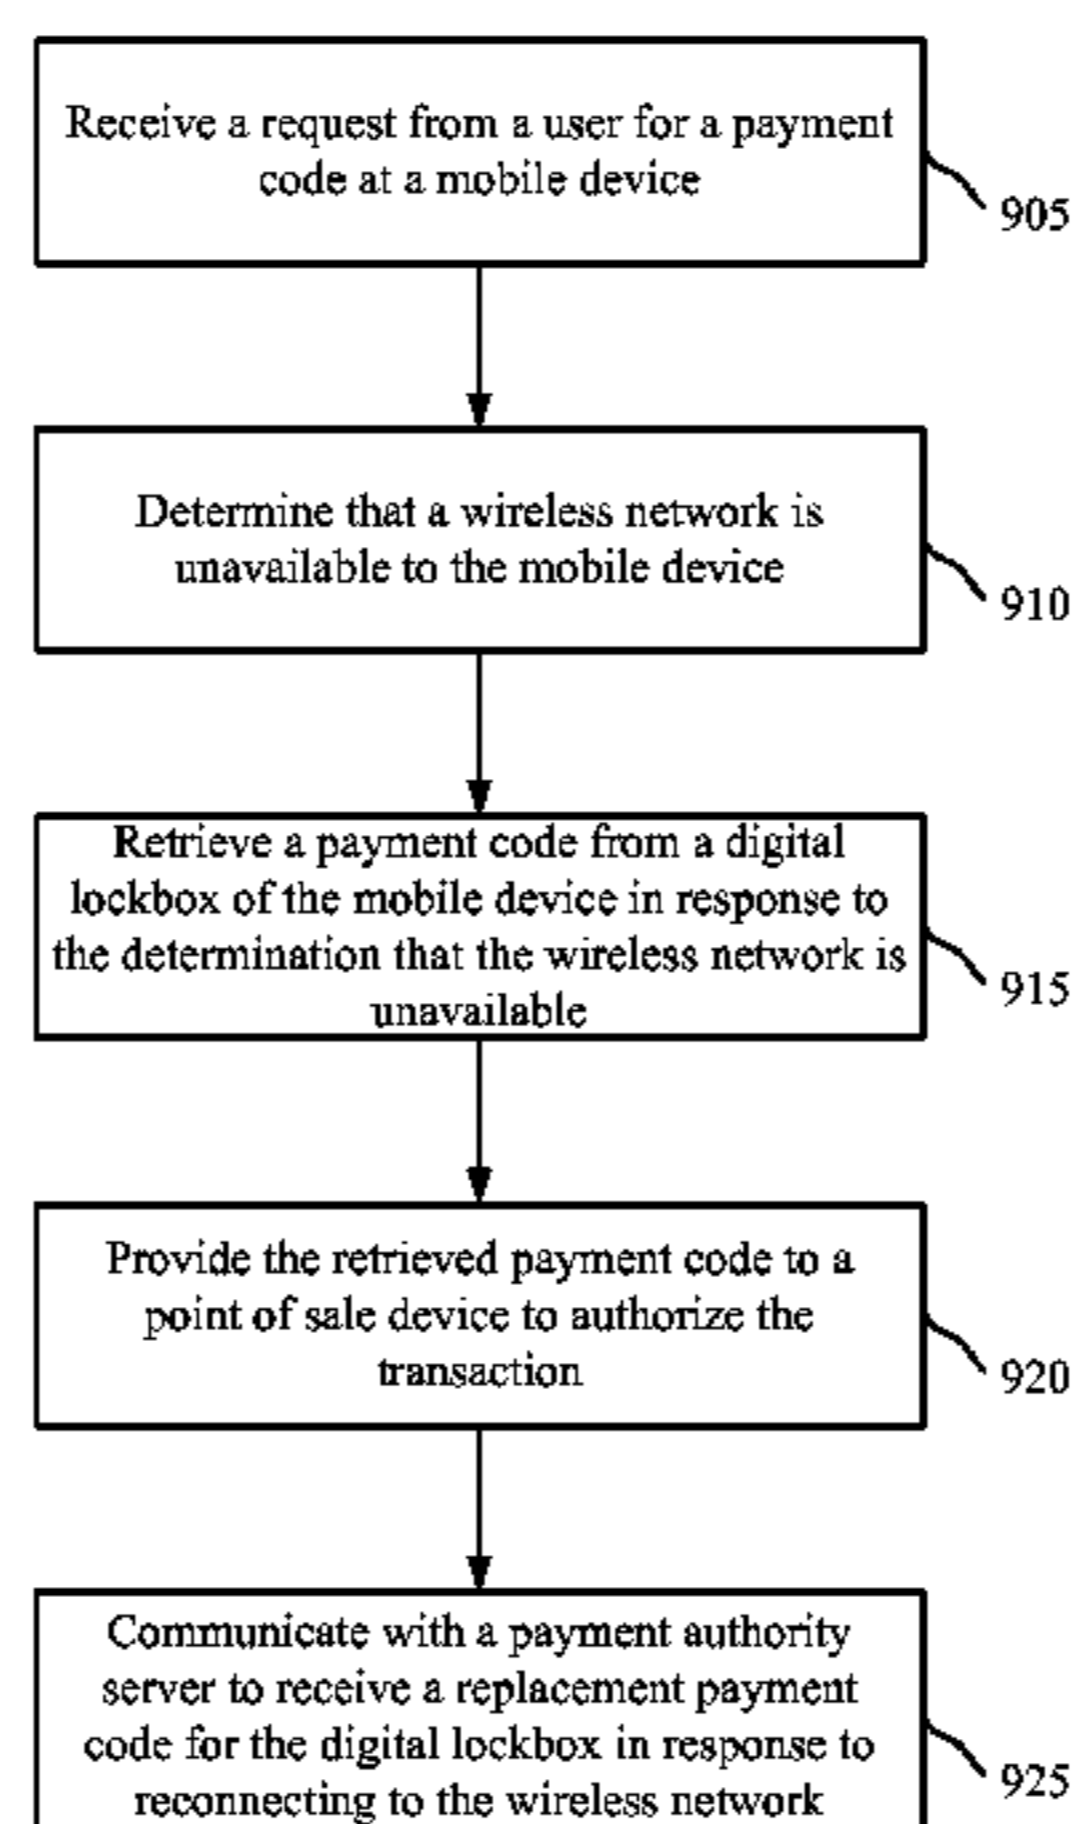 Receive a request from a user for a payment
code at a mobile device
905
Determine that a wireless network is
unavailable to the mobile device
910
Retrieve a payment code from a digital
lockbox of the mobile device in response to
the determination that the wireless network is
unavailable
915
Provide the retrieved payment code to a
point of sale device to authorize the
transaction
920
Communicate with a payment authority
server to receive a replacement payment
code for the digital lockbox in response to
reconnecting to the wireless network
925